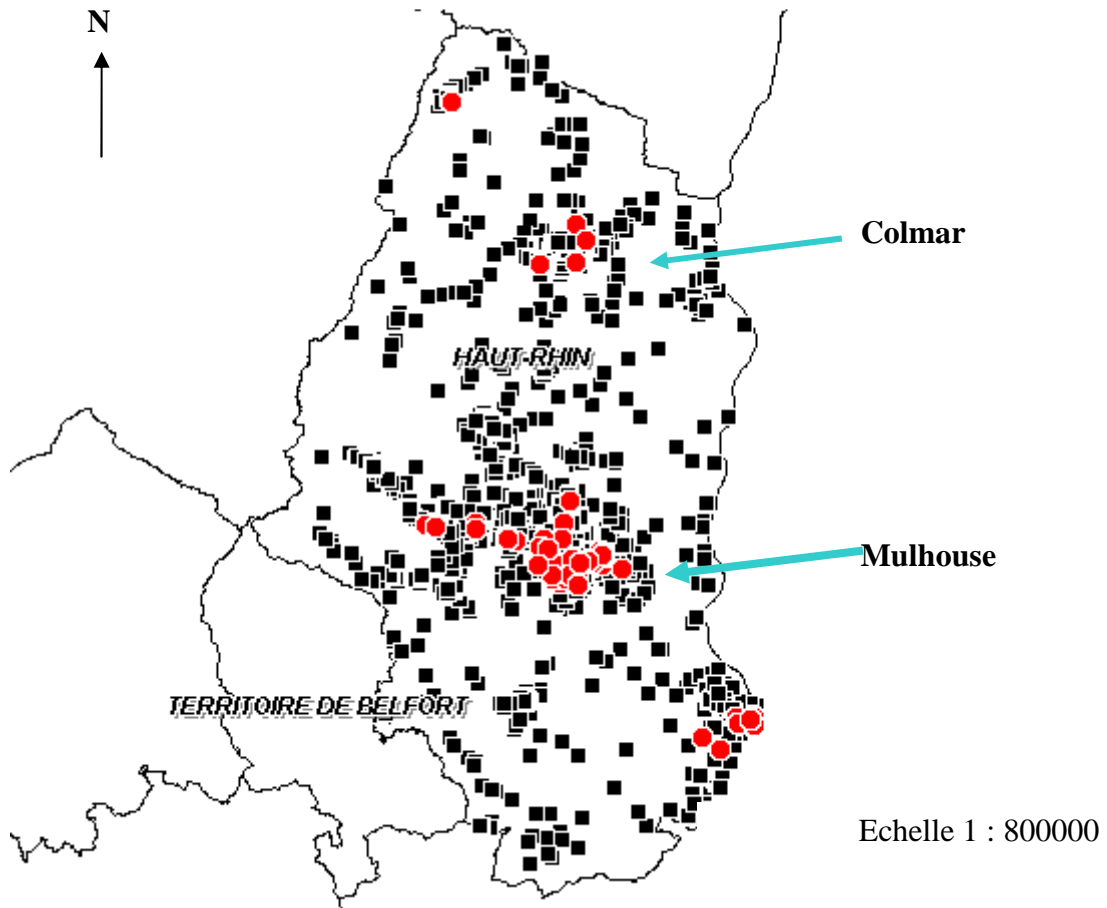 N
Colmar
HAUT-RHIN
Mulhouse
TERRITOIRE DE BELFORT
Echelle 1 : 800000